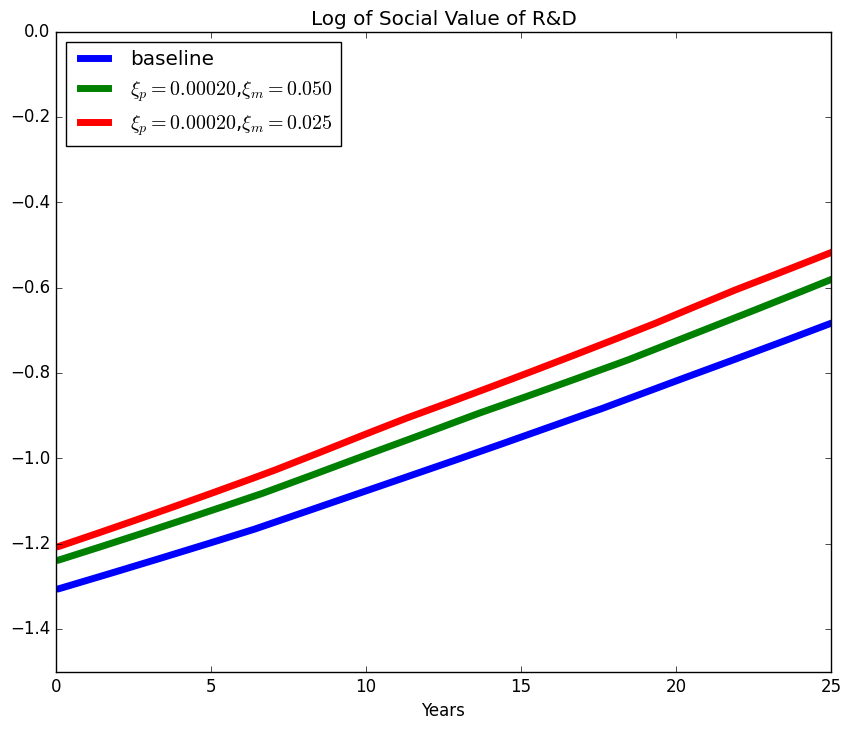 Log of Social Value of R&D
0.0
−0.2
−0.4
−0.6
−0.8
−1.0
−1.2
−1.4
baseline
ξp = 0.00020,ξm = 0.050
ξp = 0.00020,ξm = 0.025
0 5 10 15 20 25
Years